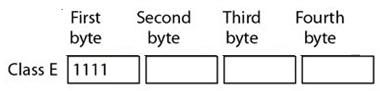 First Second Third Fourth
byte byte byte byte
Class E 1111